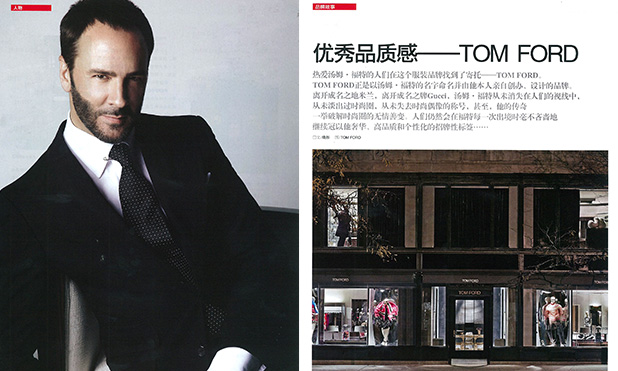 人物
品牌故事
优秀品质感——TOM FORD
热爱汤姆·福特的人们在这个服装品牌找到了寄托——TOM FORD。
TOM FORD正是以汤姆·福特的名字命名并由他本人亲自创办、设计的品牌。
离开成名之地米兰，离开成名之牌Gucci，汤姆·福特从未消失在人们的视线中，
从未淡出过时尚圈，从未失去时尚偶像的称号，甚至，他的传奇
一举破解时尚圈的无情善变。人们仍然会在福特每一次出境时毫不吝啬地
继续冠以他奢华、高品质和个性化的招牌性标签……
TOM FORD
TOM FORD
TOM FORD
TOM FORD